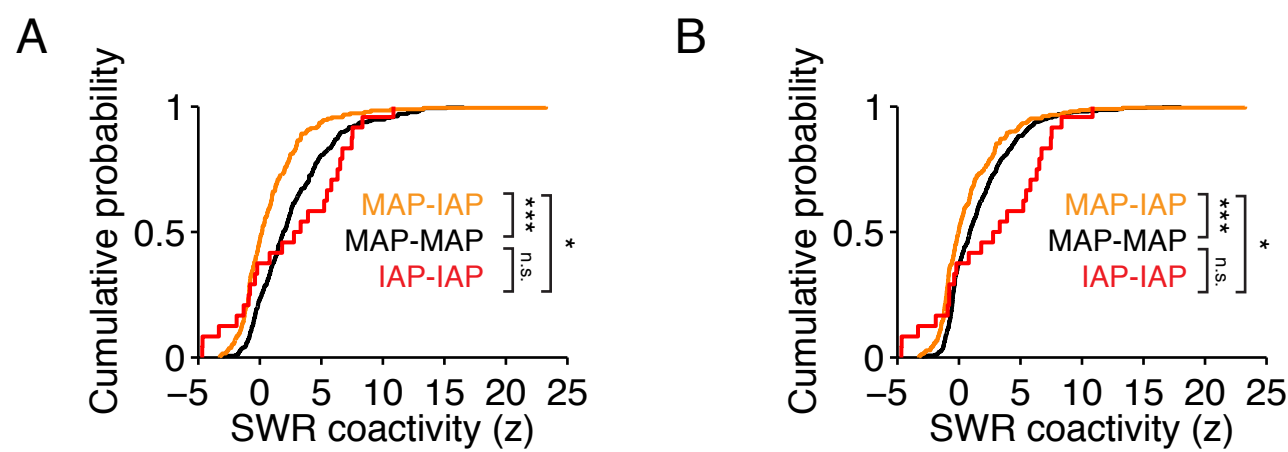 A
Cumulative probability
1
0.5
0
MAP-IAP
MAP-MAP
IAP-IAP
***
n.s.
*
−5 0 5 10 15 20 25
SWR coactivity (z)
B
Cumulative probability
1
0.5
0
MAP-IAP
MAP-MAP
IAP-IAP
***
n.s.
*
−5 0 5 10 15 20 25
SWR coactivity (z)